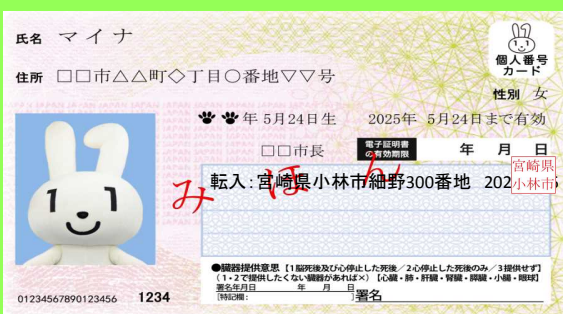 氏名 マイナ
個人番号
カード
住所 □□市△△町◇丁目○番地▽▽号
性別 女
年 5月24日生 2025年 5月24日まで有効
□□市長 電子証明書の有効期限 年 月 日
みほん
転入:宮崎県小林市細野300番地
宮崎県
小林市
●臓器提供意思【1脳死後及び心停止した死後/2心停止した死後のみ/3提供せず】
(1・2で提供したくない臓器があれば×)【心臓・肺・肝臓・腎臓・膵臓・小腸・眼球】
署名年月日 年 月 日
[特記欄: ]署名
01234567890123456 1234